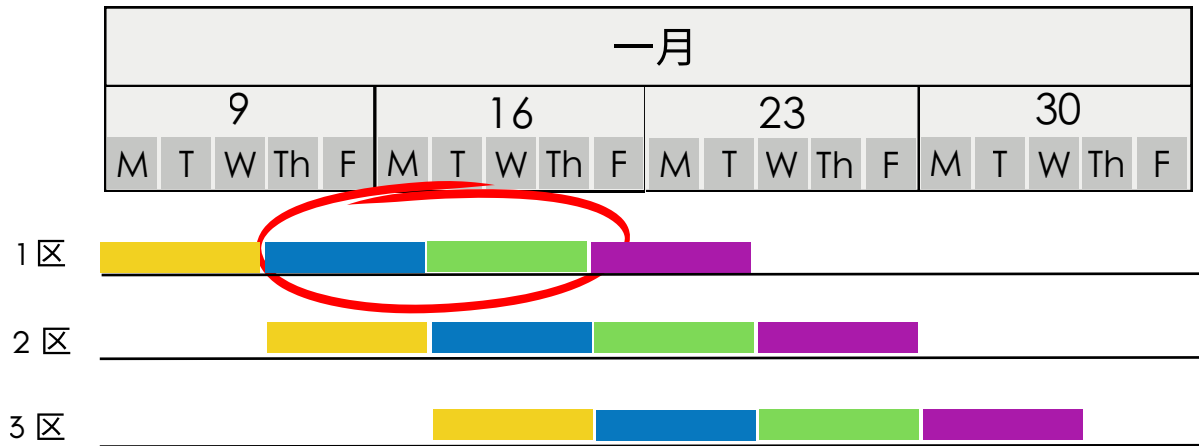 一月
9 16 23 30
M T W Th F M T W Th F M T W Th F M T W Th F
1 区
2 区
3 区